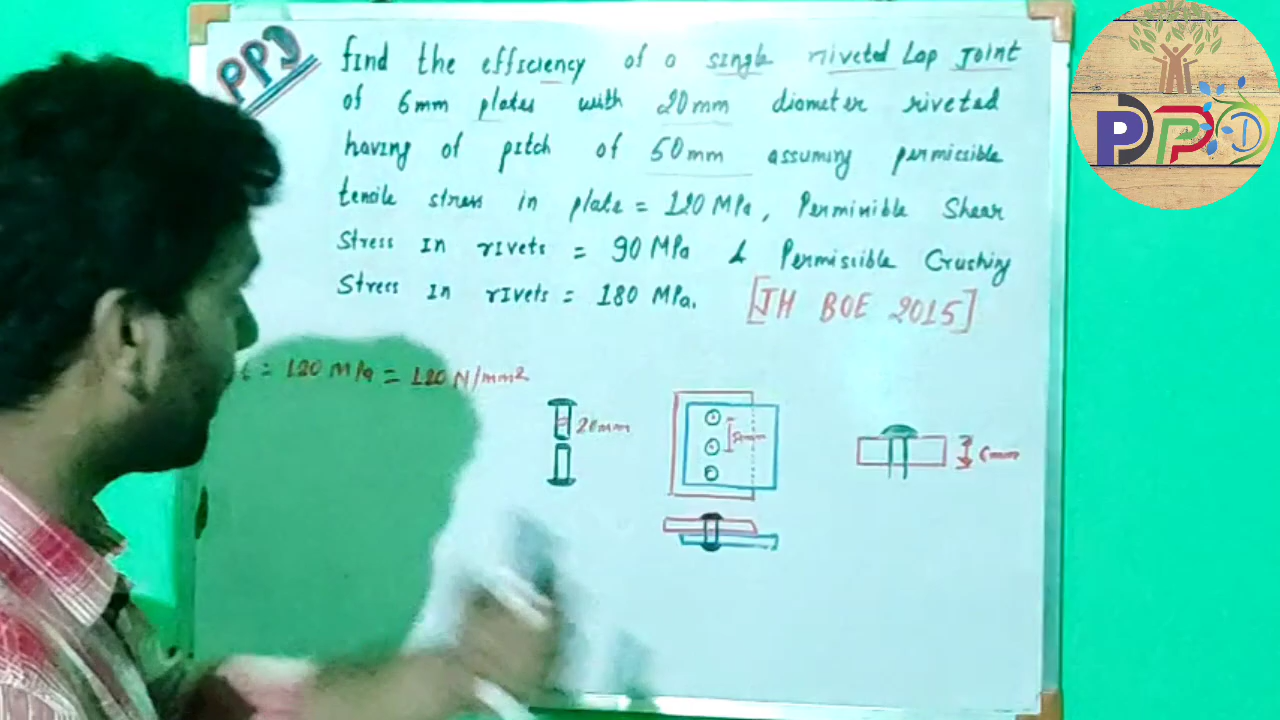 PPD
find the efficiency of a single riveted Lap Joint
of 6mm plates with 20mm diameter riveted
having of pitch of 50mm assuming permissible
tencile stress in plate = 120 MPa, Perminible Shear
Stress In rivets = 90 MPa & Permissible Crushing
Stress In rivets = 180 MPa. [JH BOE 2015]
t = 120 MPa = 120 N/mm²
20mm
50mm
6mm
PPD